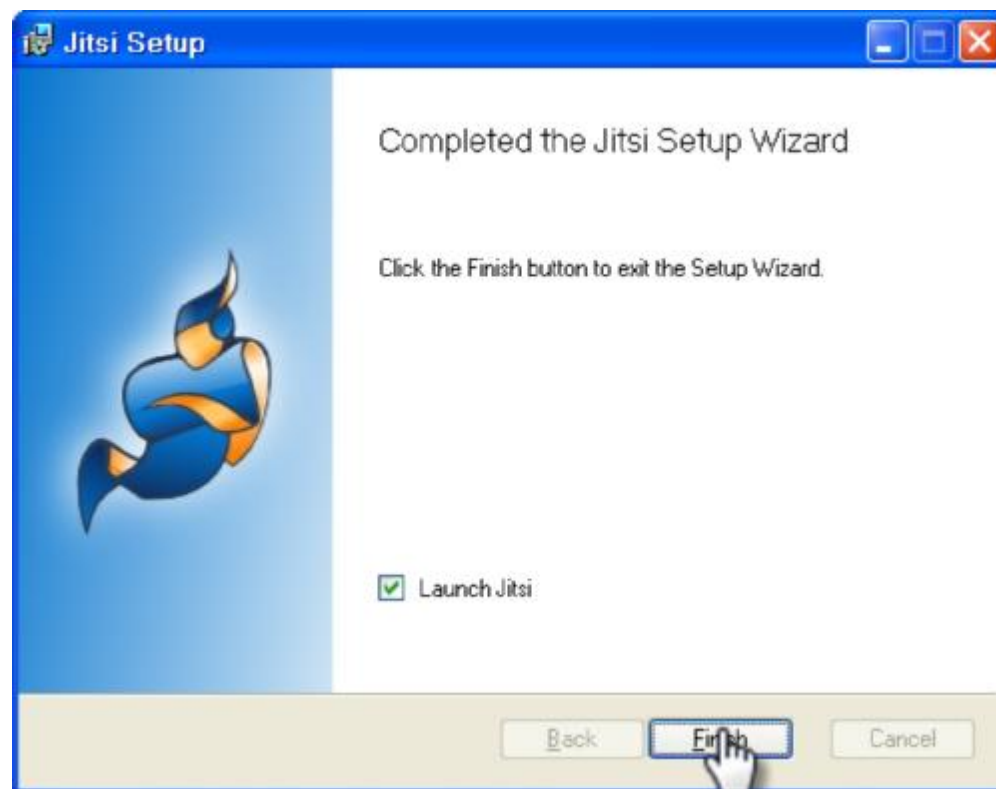 Jitsi Setup
Completed the Jitsi Setup Wizard
Click the Finish button to exit the Setup Wizard.
Launch Jitsi
Back Finish Cancel